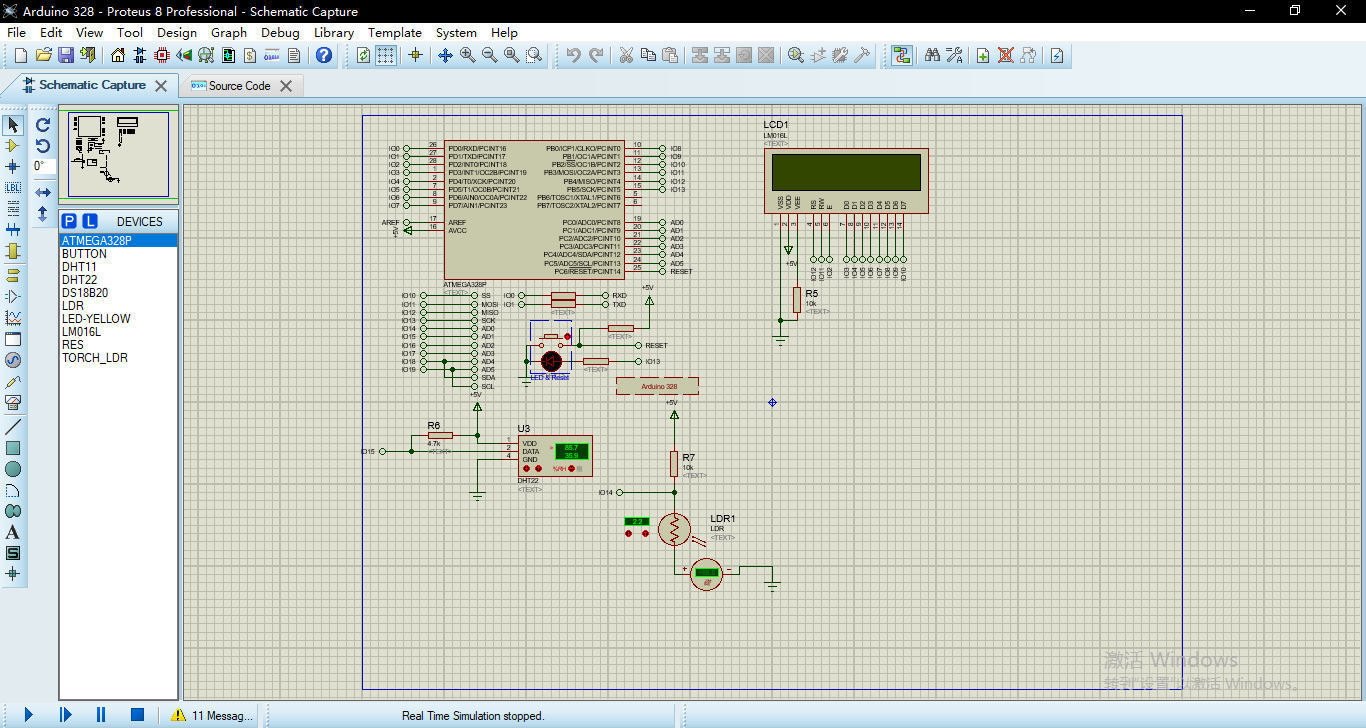 Arduino 328 - Proteus 8 Professional - Schematic Capture
File Edit View Tool Design Graph Debug Library Template System Help
Schematic Capture
Source Code
0°
LBL
P L DEVICES
ATMEGA328P
BUTTON
DHT11
DHT22
DS18B20
LDR
LED-YELLOW
LM016L
RES
TORCH_LDR
IO0 26 PD0/RXD/PCINT16 PB0/ICP1/CLKO/PCINT0 10 IO8
IO1 27 PD1/TXD/PCINT17 PB1/OC1A/PCINT1 11 IO9
IO2 28 PD2/INT0/PCINT18 PB2/SS/OC1B/PCINT2 12 IO10
IO3 1 PD3/INT1/OC2B/PCINT19 PB3/MOSI/OC2A/PCINT3 13 IO11
IO4 2 PD4/T0/XCK/PCINT20 PB4/MISO/PCINT4 14 IO12
IO5 7 PD5/T1/OC0B/PCINT21 PB5/SCK/PCINT5 15 IO13
IO6 8 PD6/AIN0/OC0A/PCINT22 PB6/TOSC1/XTAL1/PCINT6 5
IO7 9 PD7/AIN1/PCINT23 PB7/TOSC2/XTAL2/PCINT7 6
AREF 17 AREF PC0/ADC0/PCINT8 19 AD0
+5V 16 AVCC PC1/ADC1/PCINT9 20 AD1
PC2/ADC2/PCINT10 21 AD2
PC3/ADC3/PCINT11 22 AD3
PC4/ADC4/SDA/PCINT12 23 AD4
PC5/ADC5/SCL/PCINT13 24 AD5
PC6/RESET/PCINT14 25 RESET
ATMEGA328P
<TEXT>
LCD1
LM016L
<TEXT>
VSS VDD VEE RS RW E D0 D1 D2 D3 D4 D5 D6 D7
1 2 3 4 5 6 7 8 9 10 11 12 13 14
+5V
IO12 IO11 IO2 IO3 IO4 IO5 IO6 IO7 IO8 IO9 IO10
R5
10k
<TEXT>
IO10 SS
IO11 MOSI
IO12 MISO
IO13 SCK
IO14 AD0
IO15 AD1
IO16 AD2
IO17 AD3
IO18 AD4
IO19 AD5
SDA
SCL
IO0 RXD
IO1 TXD
<TEXT>
+5V
<TEXT>
RESET
IO13
<TEXT>
LED & Reset
Arduino 328
+5V
R6
4.7k
<TEXT>
IO15
U3
1 VDD
2 DATA
4 GND
>
86.7
36.9
%RH
DHT22
<TEXT>
+5V
R7
10k
<TEXT>
IO14
2.2
LDR1
LDR
<TEXT>
+ -
激活 Windows
转到"设置"以激活 Windows。
11 Messag...
Real Time Simulation stopped.